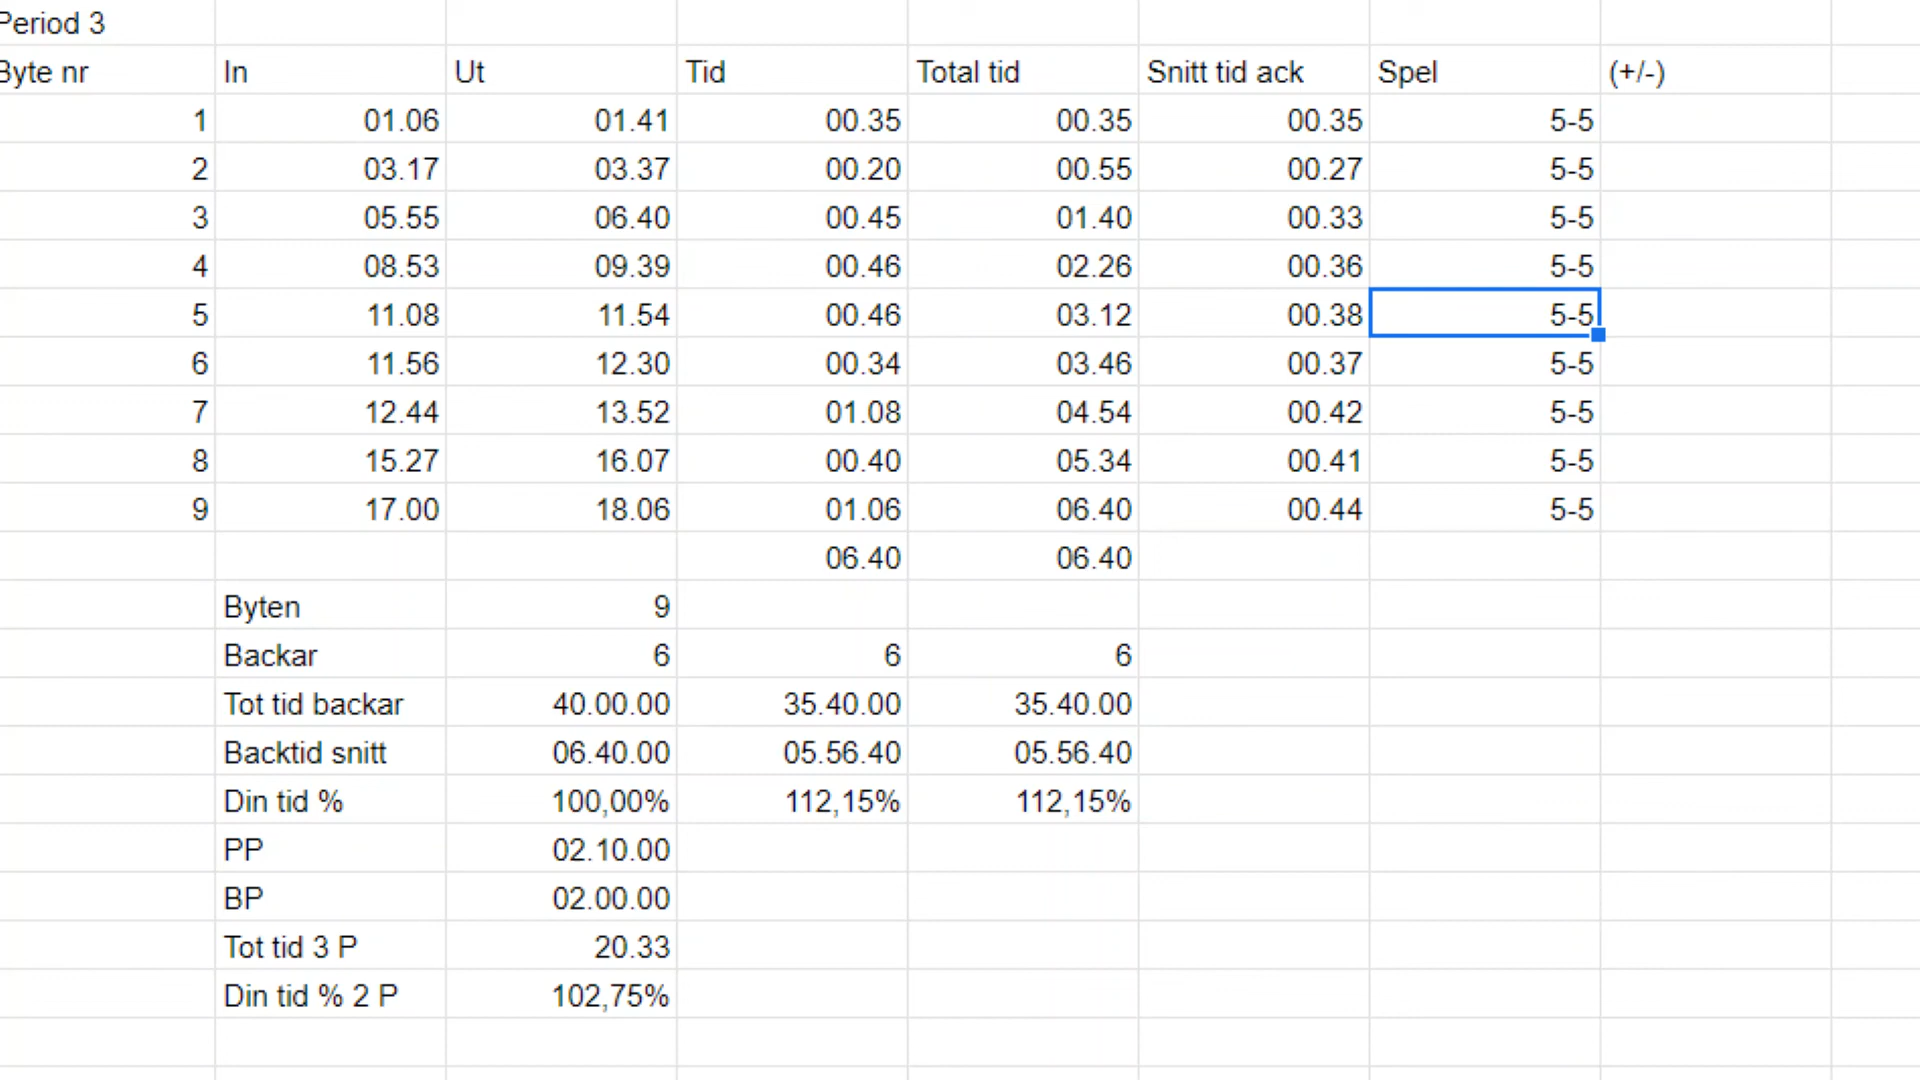 Period 3
Byte nr In Ut Tid Total tid Snitt tid ack Spel (+/-)
1 01.06 01.41 00.35 00.35 00.35 5-5
2 03.17 03.37 00.20 00.55 00.27 5-5
3 05.55 06.40 00.45 01.40 00.33 5-5
4 08.53 09.39 00.46 02.26 00.36 5-5
5 11.08 11.54 00.46 03.12 00.38 5-5
6 11.56 12.30 00.34 03.46 00.37 5-5
7 12.44 13.52 01.08 04.54 00.42 5-5
8 15.27 16.07 00.40 05.34 00.41 5-5
9 17.00 18.06 01.06 06.40 00.44 5-5
06.40 06.40
Byten 9
Backar 6 6 6
Tot tid backar 40.00.00 35.40.00 35.40.00
Backtid snitt 06.40.00 05.56.40 05.56.40
Din tid % 100,00% 112,15% 112,15%
PP 02.10.00
BP 02.00.00
Tot tid 3 P 20.33
Din tid % 2 P 102,75%